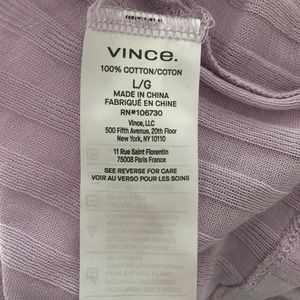 VINCE.
100% COTTON/COTON
L/G
MADE IN CHINA
FABRIQUÉ EN CHINE
RN#106730
Vince, LLC
500 Fifth Avenue, 20th Floor
New York, NY 10110
11 Rue Saint Florentin
75008 Paris France
SEE REVERSE FOR CARE
VOIR AU VERSO POUR LES SOINS